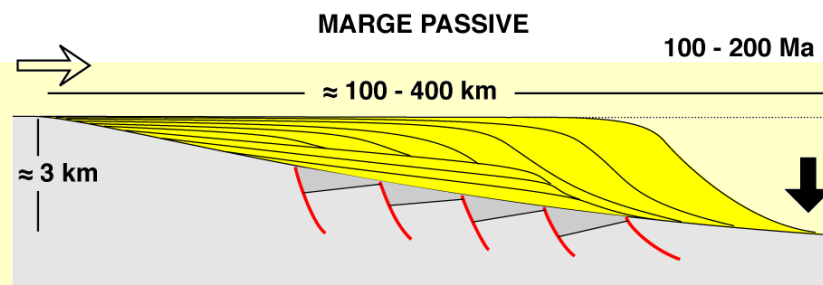 MARGE PASSIVE
100 - 200 Ma
≈ 100 - 400 km
≈ 3 km